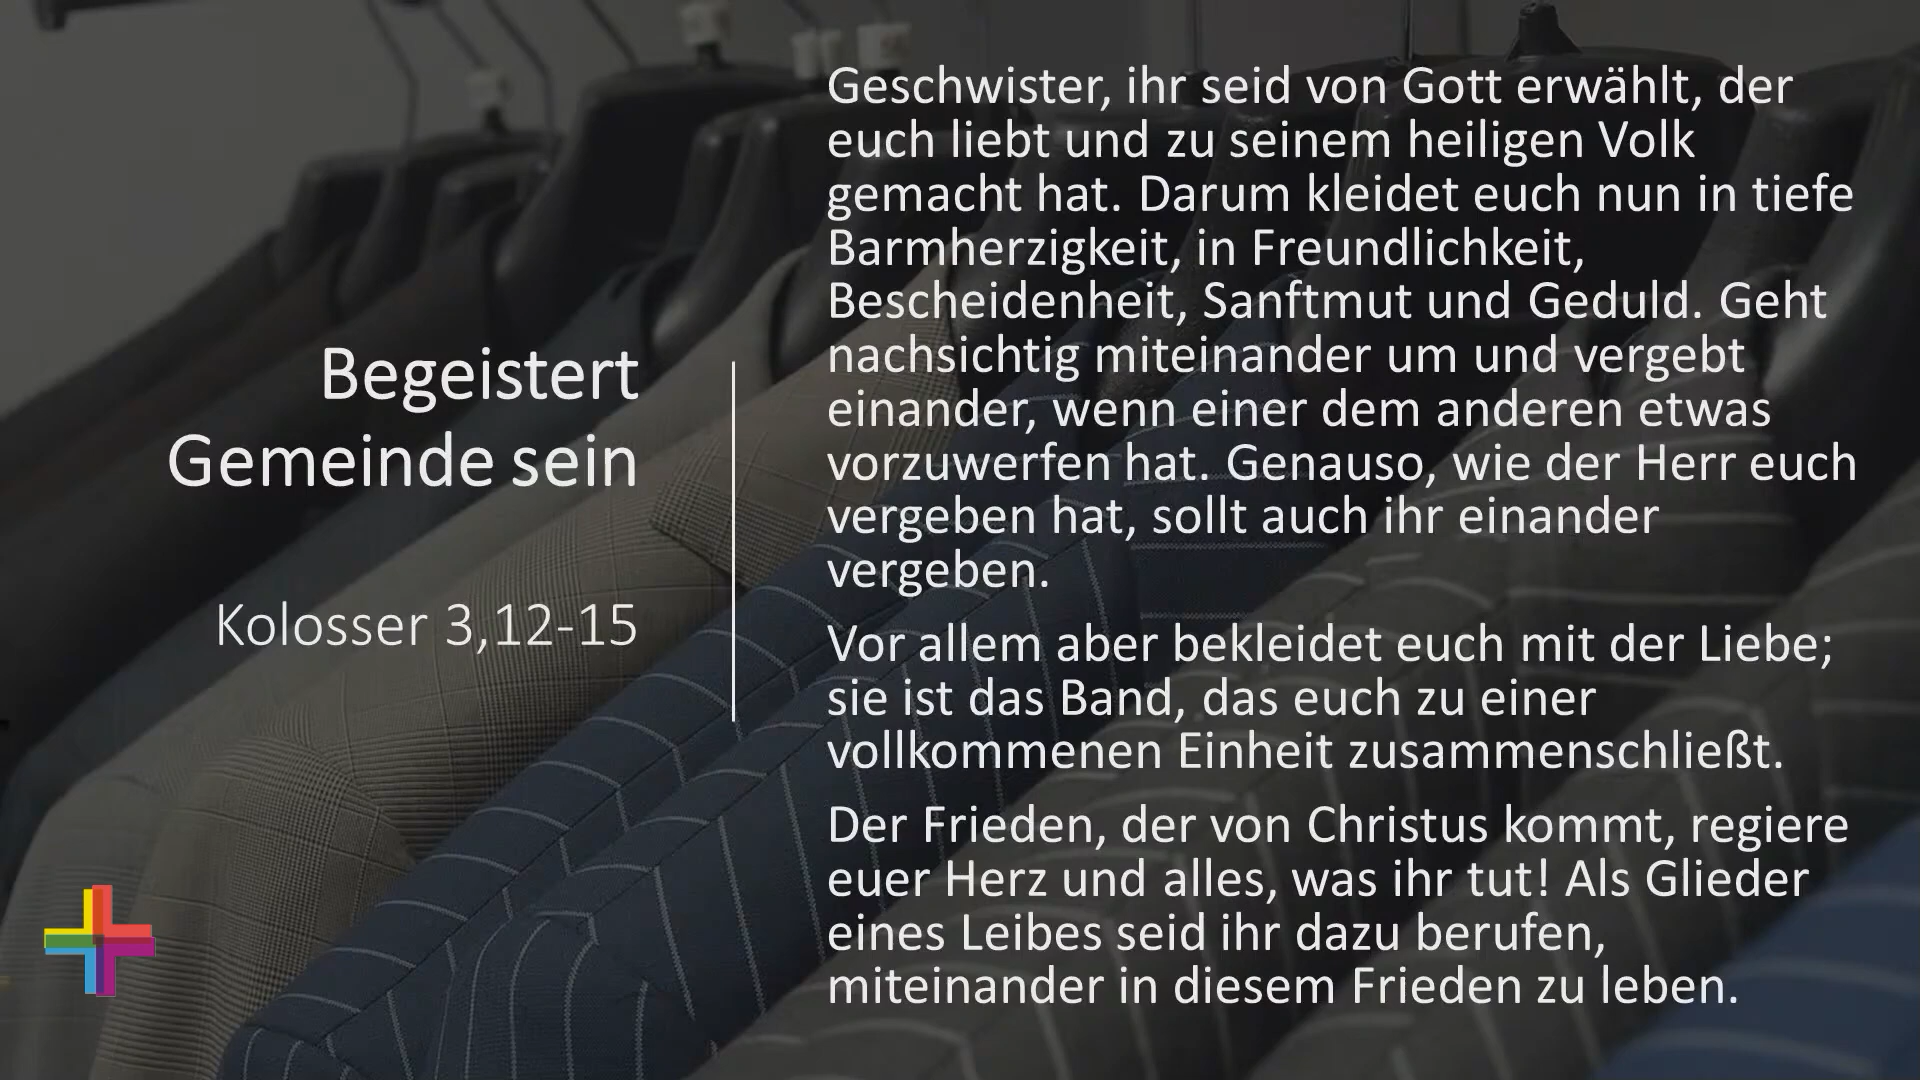 Begeistert
Gemeinde sein
Kolosser 3,12-15
Geschwister, ihr seid von Gott erwählt, der
euch liebt und zu seinem heiligen Volk
gemacht hat. Darum kleidet euch nun in tiefe
Barmherzigkeit, in Freundlichkeit,
Bescheidenheit, Sanftmut und Geduld. Geht
nachsichtig miteinander um und vergebt
einander, wenn einer dem anderen etwas
vorzuwerfen hat. Genauso, wie der Herr euch
vergeben hat, sollt auch ihr einander
vergeben.
Vor allem aber bekleidet euch mit der Liebe;
sie ist das Band, das euch zu einer
vollkommenen Einheit zusammenschließt.
Der Frieden, der von Christus kommt, regiere
euer Herz und alles, was ihr tut! Als Glieder
eines Leibes seid ihr dazu berufen,
miteinander in diesem Frieden zu leben.